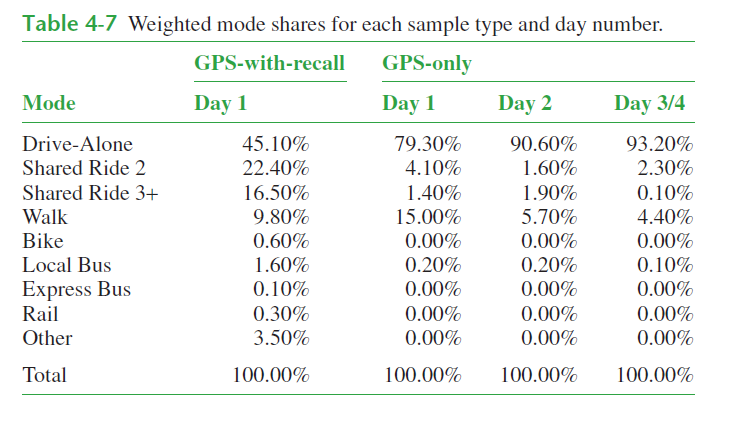 Table 4-7 Weighted mode shares for each sample type and day number.
GPS-with-recall GPS-only
Mode Day 1 Day 1 Day 2 Day 3/4
Drive-Alone 45.10% 79.30% 90.60% 93.20%
Shared Ride 2 22.40% 4.10% 1.60% 2.30%
Shared Ride 3+ 16.50% 1.40% 1.90% 0.10%
Walk 9.80% 15.00% 5.70% 4.40%
Bike 0.60% 0.00% 0.00% 0.00%
Local Bus 1.60% 0.20% 0.20% 0.10%
Express Bus 0.10% 0.00% 0.00% 0.00%
Rail 0.30% 0.00% 0.00% 0.00%
Other 3.50% 0.00% 0.00% 0.00%
Total 100.00% 100.00% 100.00% 100.00%